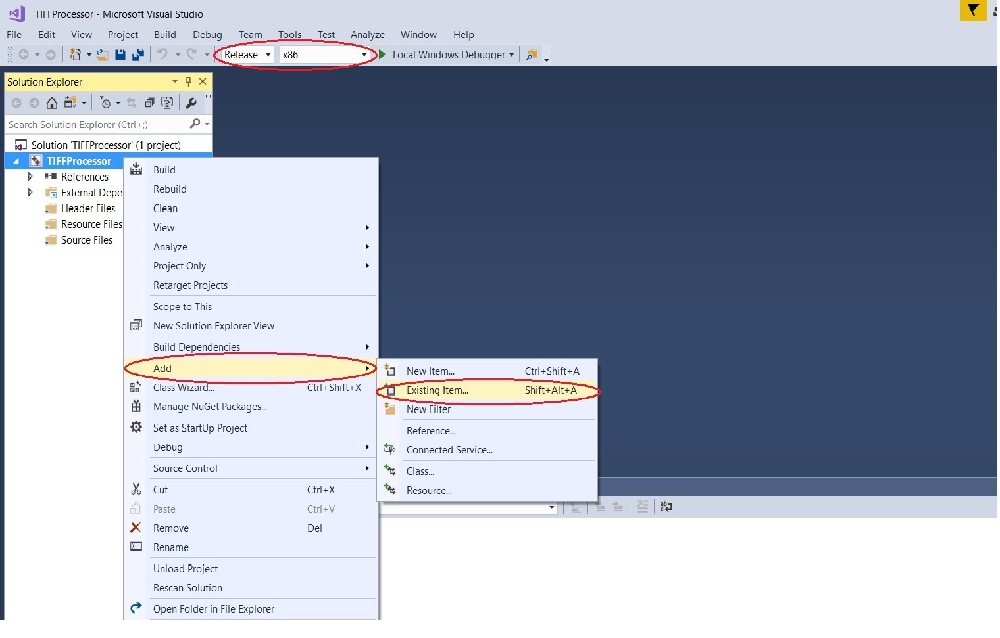 TIFFProcessor - Microsoft Visual Studio
File Edit View Project Build Debug Team Tools Test Analyze Window Help
Release x86 Local Windows Debugger
Solution Explorer
Search Solution Explorer (Ctrl+;)
Solution 'TIFFProcessor' (1 project)
TIFFProcessor
References
External Depe
Header Files
Resource Files
Source Files
Build
Rebuild
Clean
View
Analyze
Project Only
Retarget Projects
Scope to This
New Solution Explorer View
Build Dependencies
Add
Class Wizard... Ctrl+Shift+X
Manage NuGet Packages...
Set as StartUp Project
Debug
Source Control
Cut Ctrl+X
Paste Ctrl+V
Remove Del
Rename
Unload Project
Rescan Solution
Open Folder in File Explorer
New Item... Ctrl+Shift+A
Existing Item... Shift+Alt+A
New Filter
Reference...
Connected Service...
Class...
Resource...